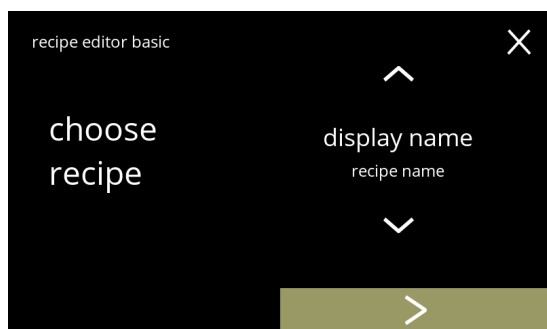 recipe editor basic
choose
recipe
display name
recipe name